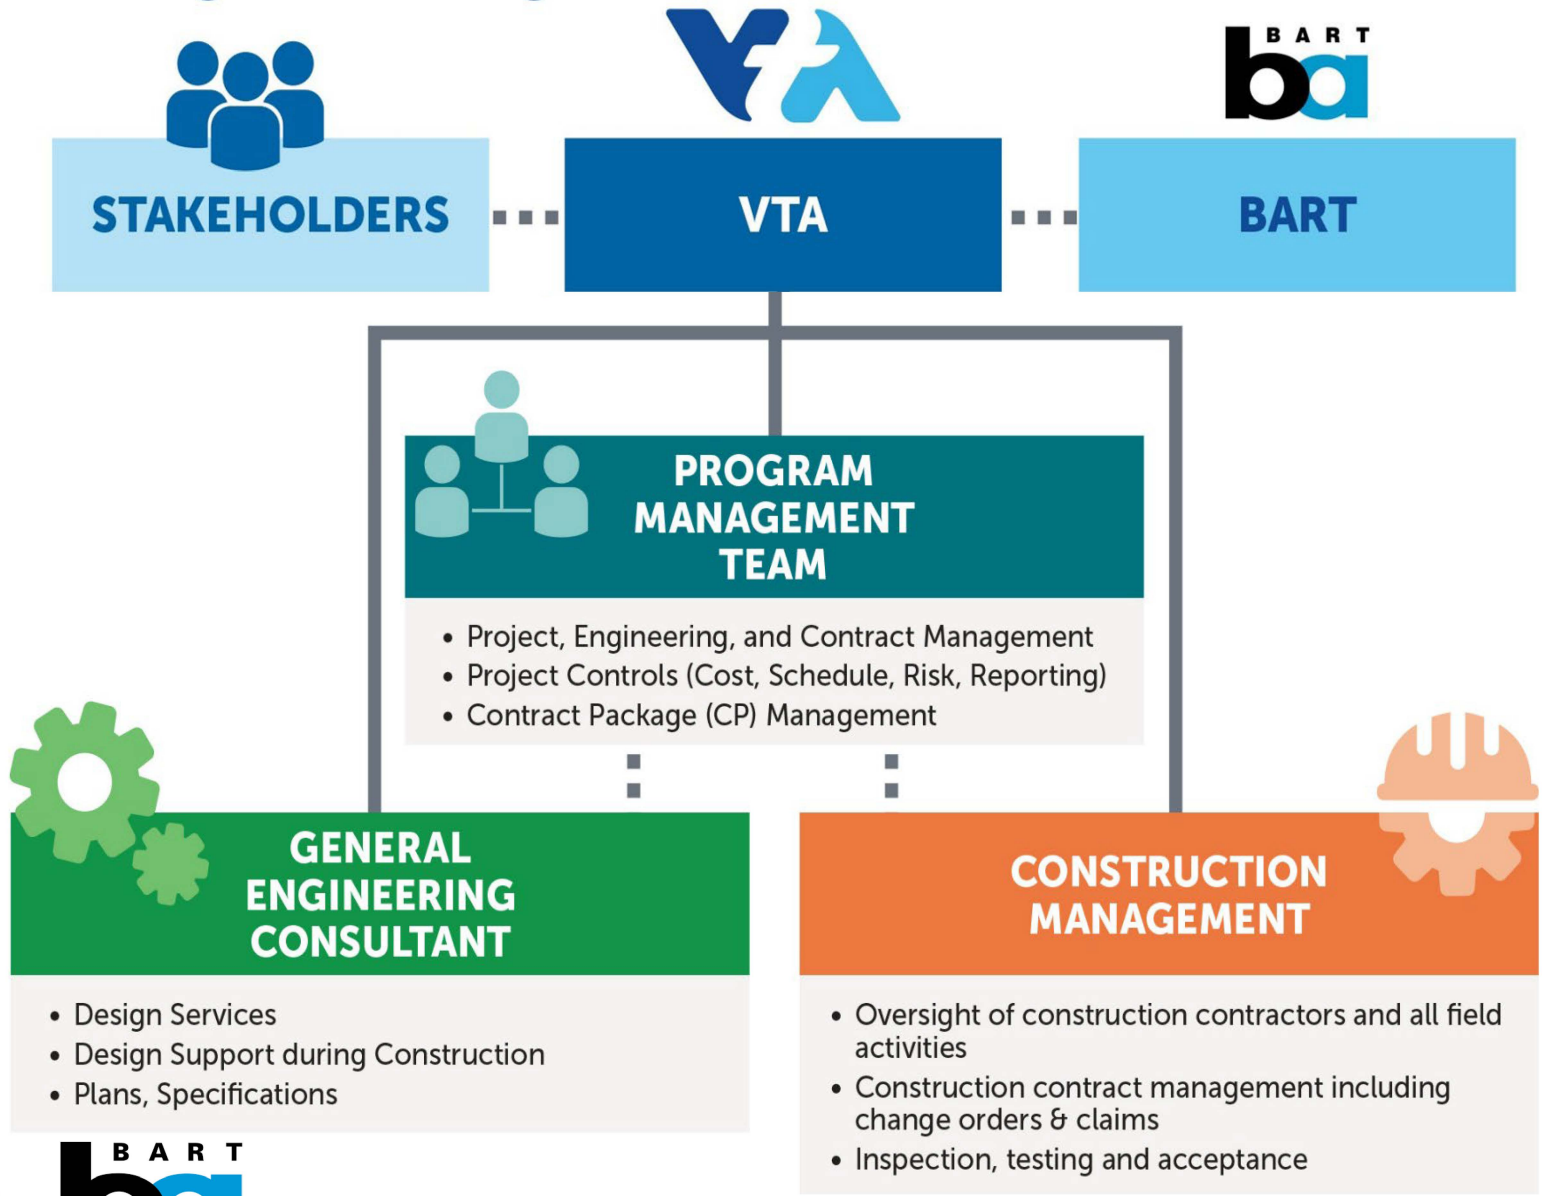 BART
ba
STAKEHOLDERS
VTA
BART
PROGRAM
MANAGEMENT
TEAM
• Project, Engineering, and Contract Management
• Project Controls (Cost, Schedule, Risk, Reporting)
• Contract Package (CP) Management
GENERAL
ENGINEERING
CONSULTANT
• Design Services
• Design Support during Construction
• Plans, Specifications
CONSTRUCTION
MANAGEMENT
• Oversight of construction contractors and all field
activities
• Construction contract management including
change orders & claims
• Inspection, testing and acceptance
BART
ba